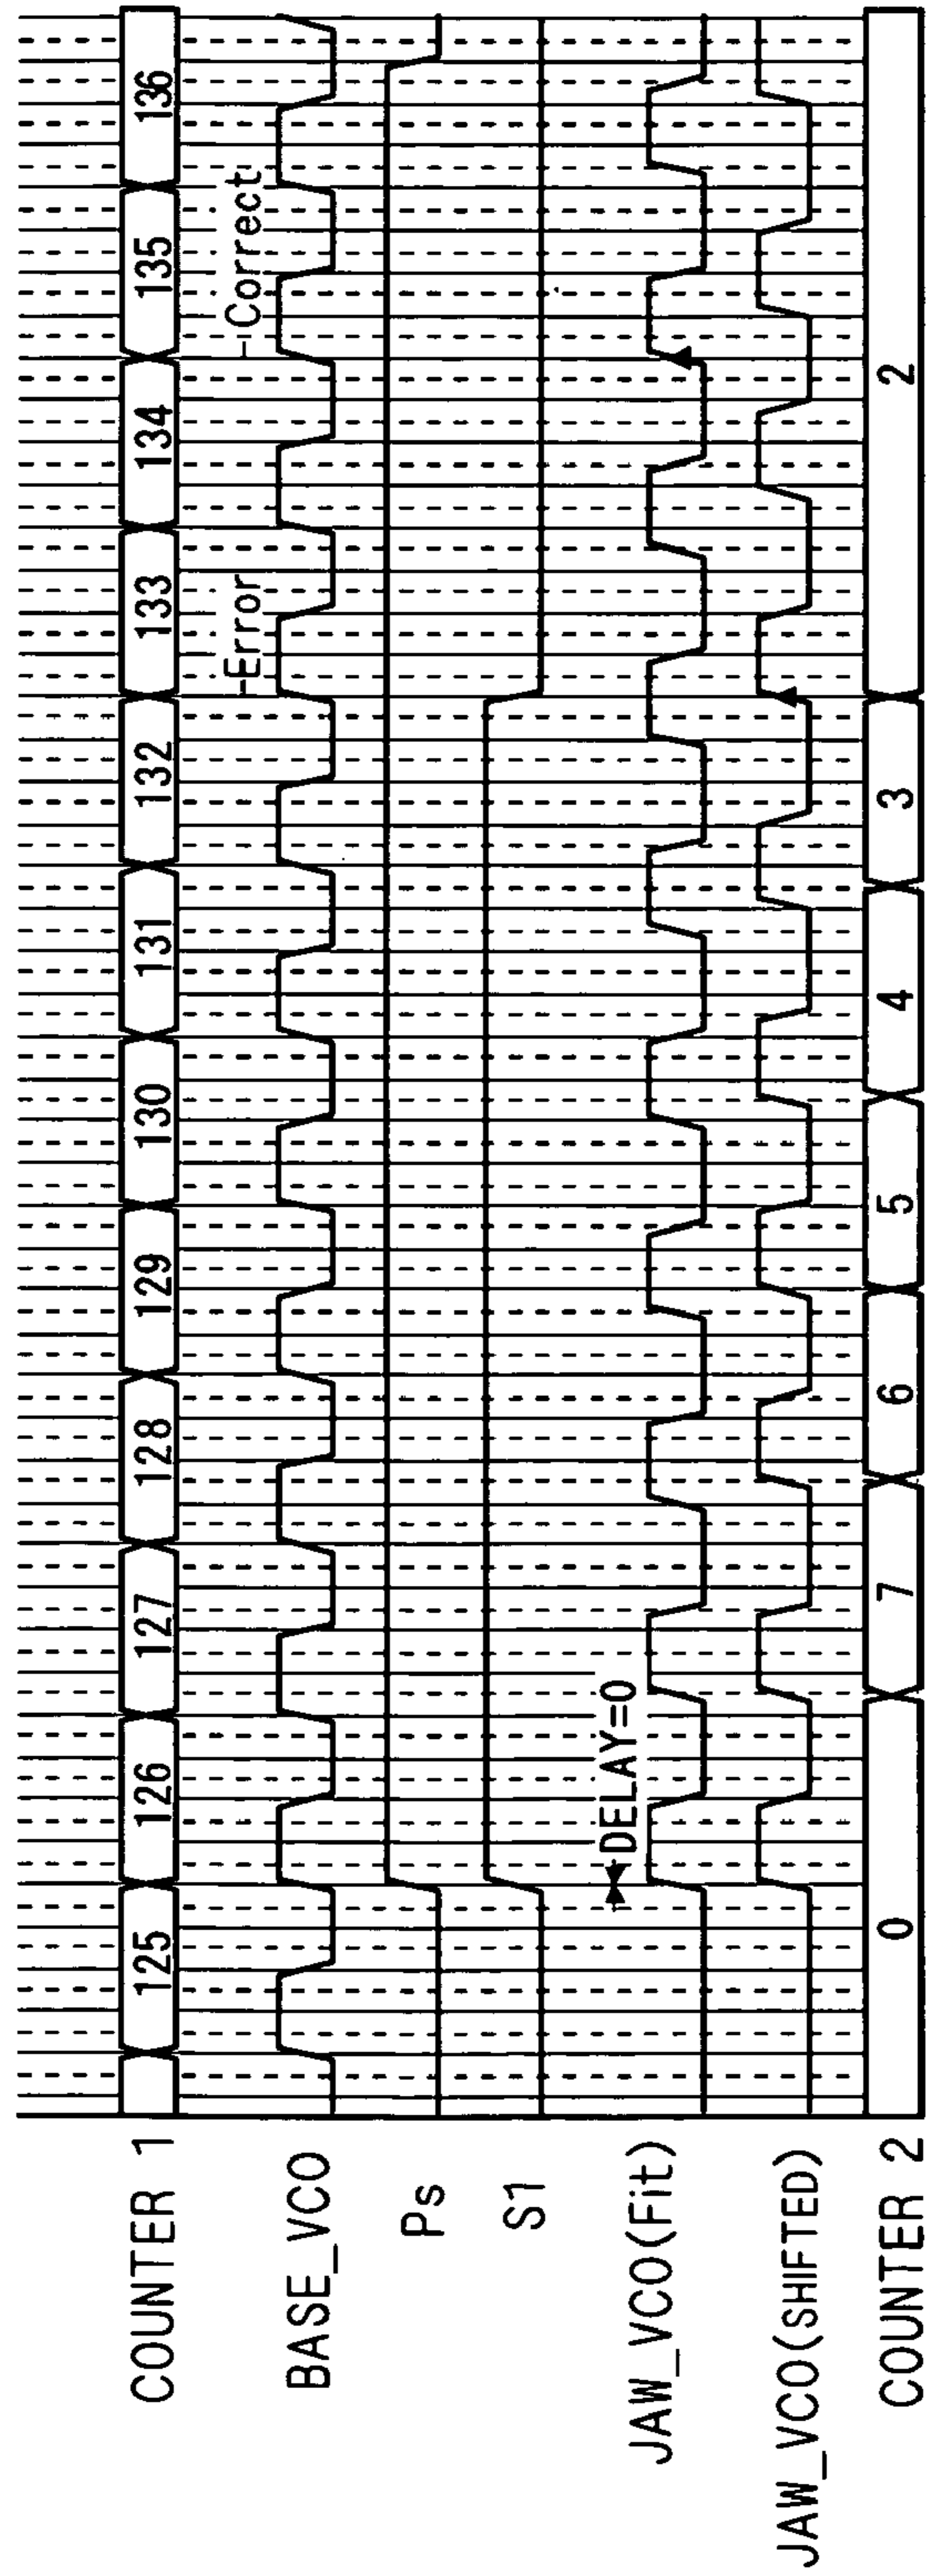 COUNTER 1 125 126 127 128 129 130 131 132 133 134 135 136
-Error -Correct
BASE_VCO
Ps
S1
DELAY=0
JAW_VCO(Fit)
JAW_VCO(SHIFTED)
COUNTER 2 0 7 6 5 4 3 2